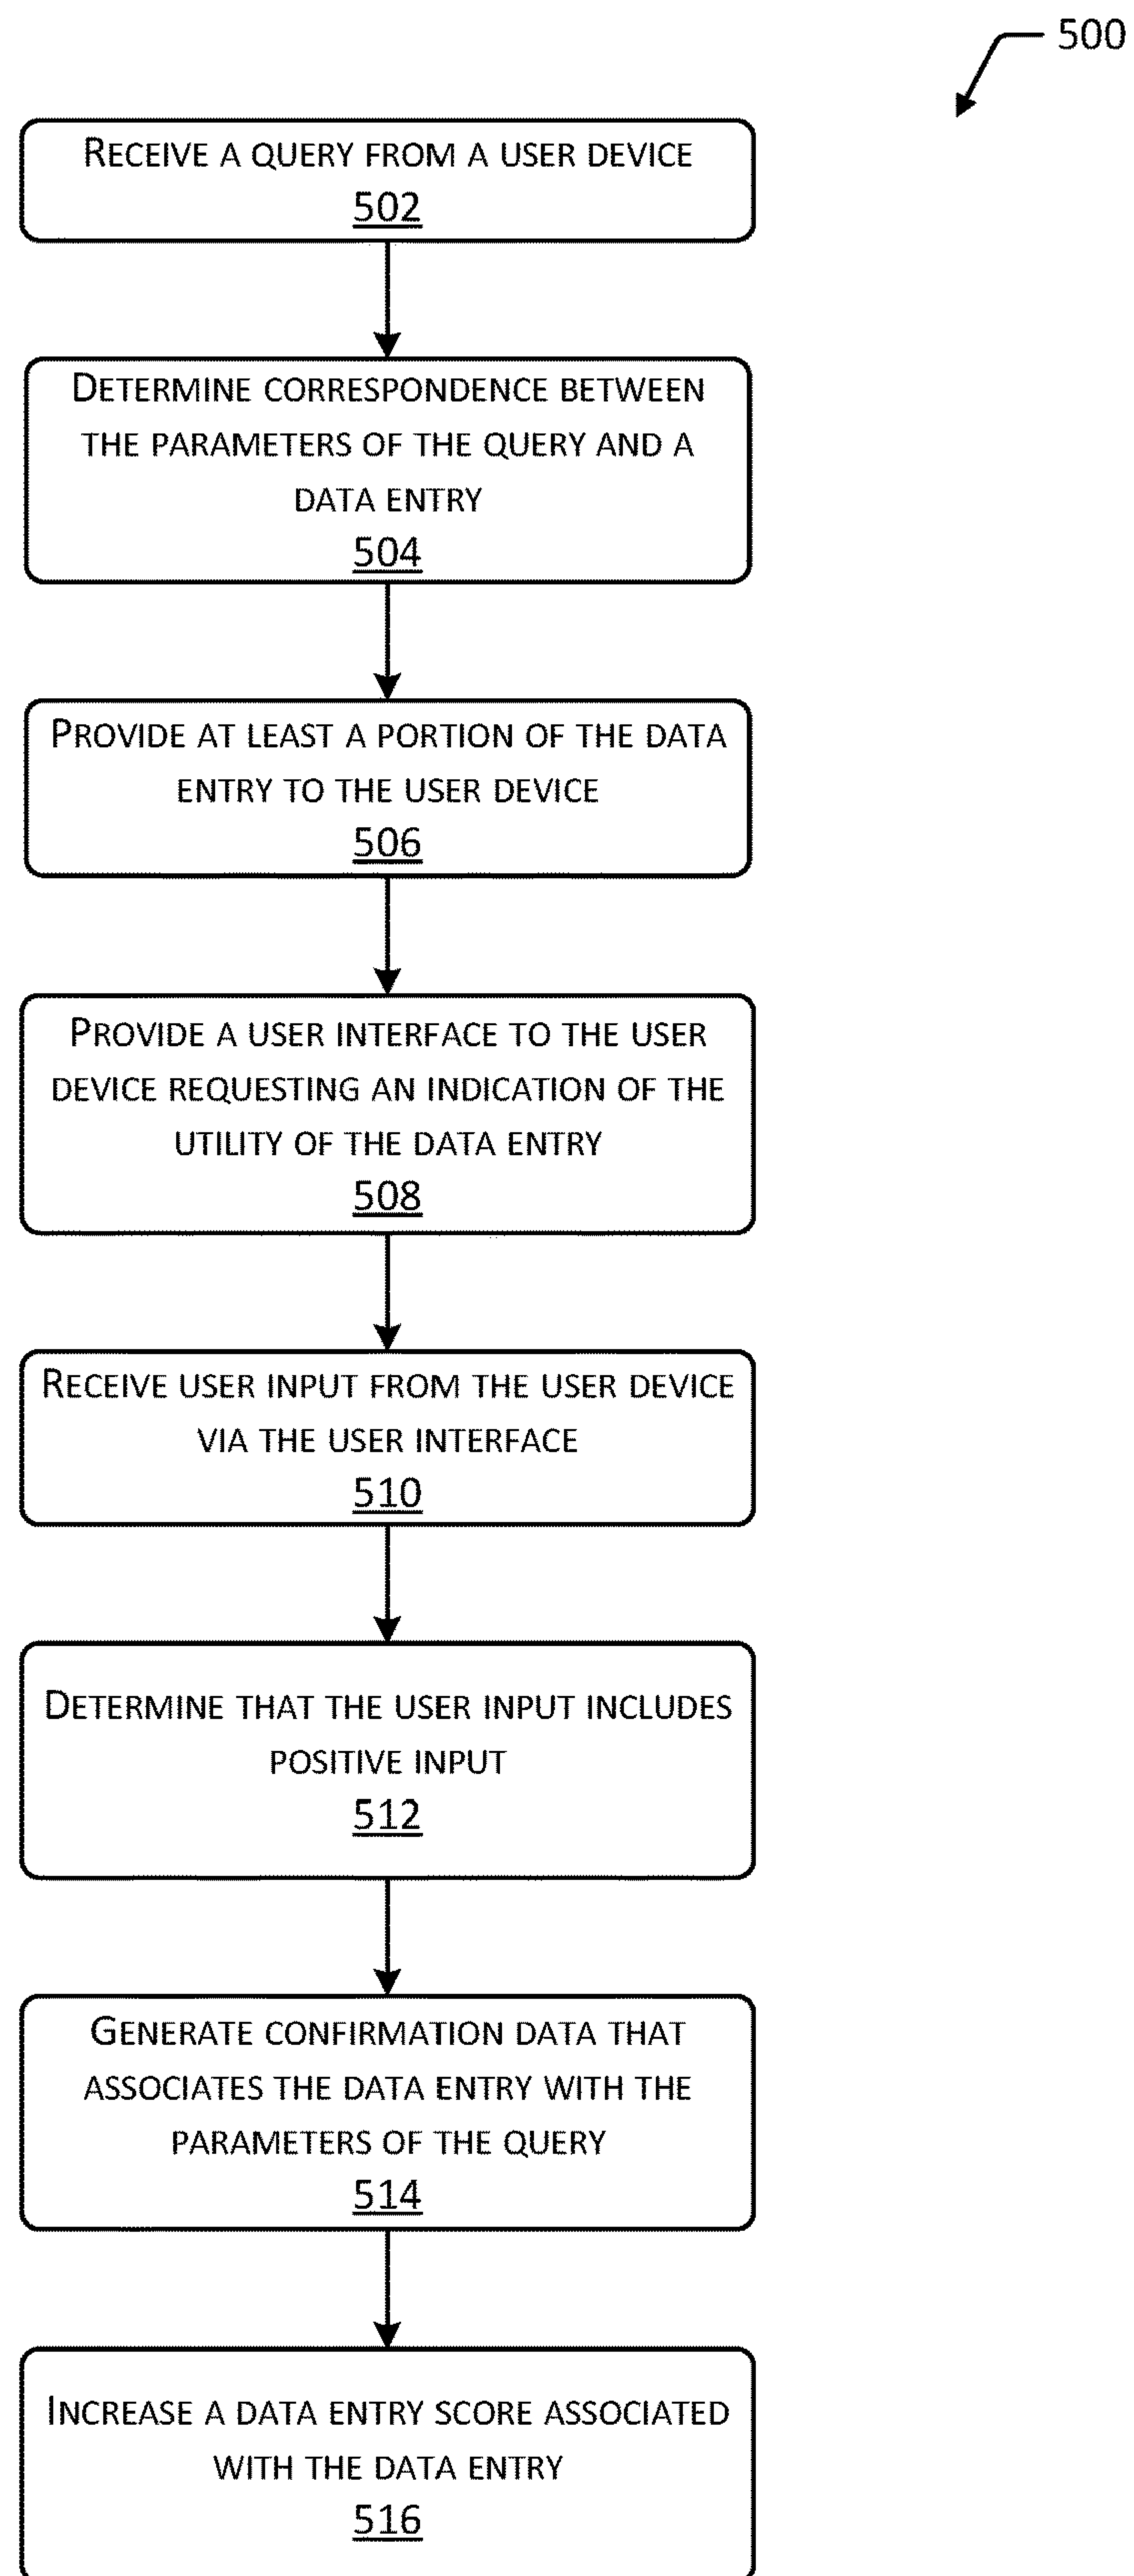 500
RECEIVE A QUERY FROM A USER DEVICE
502
DETERMINE CORRESPONDENCE BETWEEN
THE PARAMETERS OF THE QUERY AND A
DATA ENTRY
504
PROVIDE AT LEAST A PORTION OF THE DATA
ENTRY TO THE USER DEVICE
506
PROVIDE A USER INTERFACE TO THE USER
DEVICE REQUESTING AN INDICATION OF THE
UTILITY OF THE DATA ENTRY
508
RECEIVE USER INPUT FROM THE USER DEVICE
VIA THE USER INTERFACE
510
DETERMINE THAT THE USER INPUT INCLUDES
POSITIVE INPUT
512
GENERATE CONFIRMATION DATA THAT
ASSOCIATES THE DATA ENTRY WITH THE
PARAMETERS OF THE QUERY
514
INCREASE A DATA ENTRY SCORE ASSOCIATED
WITH THE DATA ENTRY
516